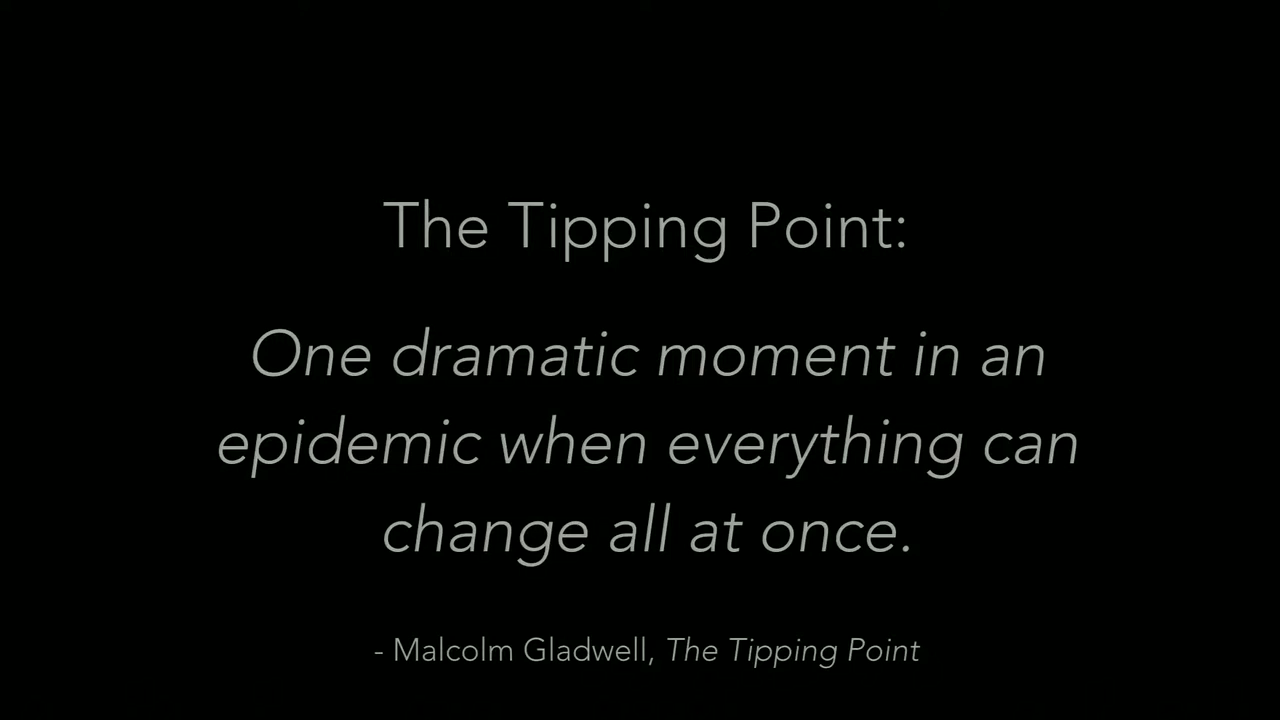 The Tipping Point:
One dramatic moment in an
epidemic when everything can
change all at once.
- Malcolm Gladwell, The Tipping Point